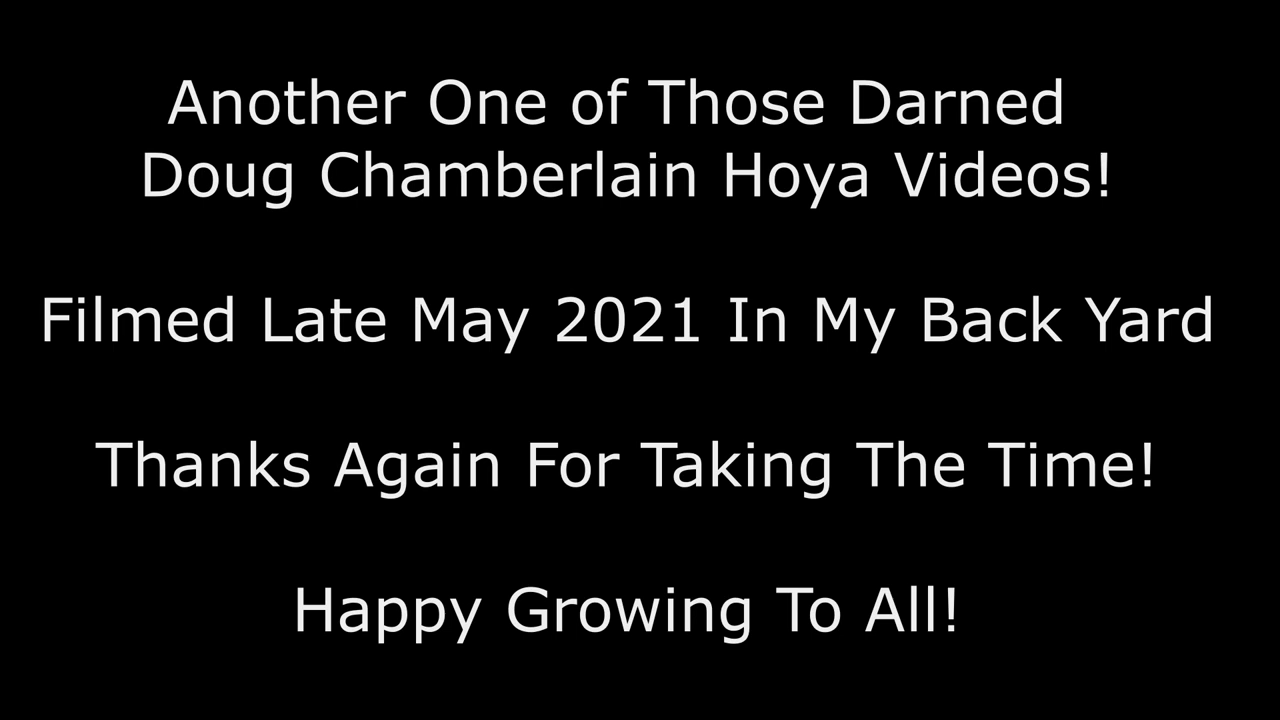 Another One of Those Darned
Doug Chamberlain Hoya Videos!
Filmed Late May 2021 In My Back Yard
Thanks Again For Taking The Time!
Happy Growing To All!